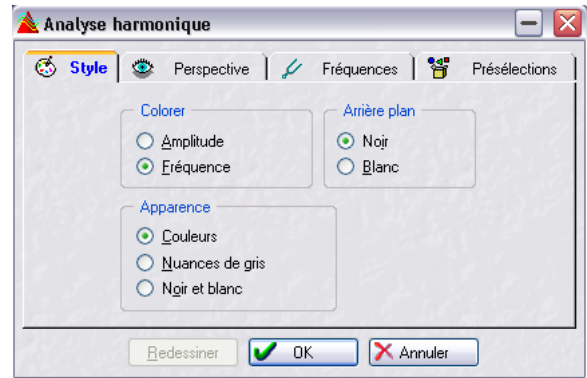 Analyse harmonique
Style Perspective Fréquences Présélections
Colorer Arrière plan
Amplitude Noir
Fréquence Blanc
Apparence
Couleurs
Nuances de gris
Noir et blanc
Redessiner OK Annuler